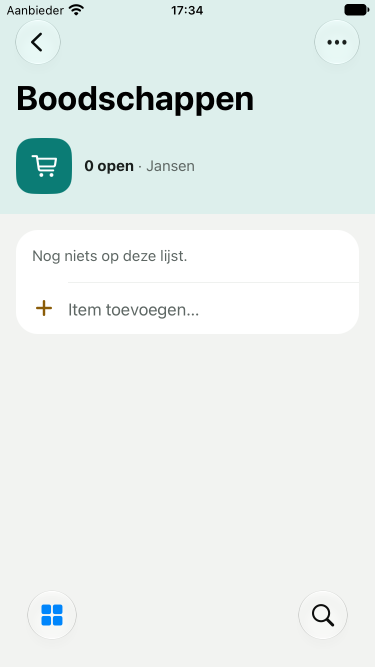 Aanbieder 17:34
Boodschappen
0 open · Jansen
Nog niets op deze lijst.
Item toevoegen...